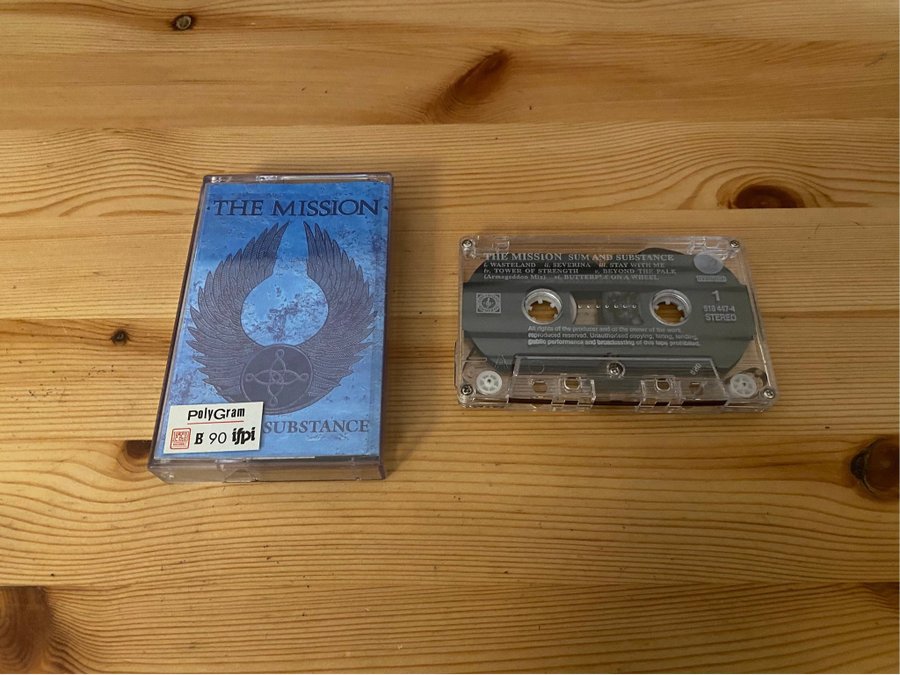 ·THE MISSION·
SUBSTANCE
PolyGram
B 90 ifpi
THE MISSION SUM AND SUBSTANCE
i. WASTELAND ii. SEVERINA iii. STAY WITH ME
iv. TOWER OF STRENGTH v. BEYOND THE PALE
(Armageddon Mix) vi. BUTTERFLY ON A WHEEL
1
518 447-4
STEREO
All rights of the producer and of the owner of the work
reproduced reserved. Unauthorised copying, hiring, lending,
public performance and broadcasting of this tape prohibited.